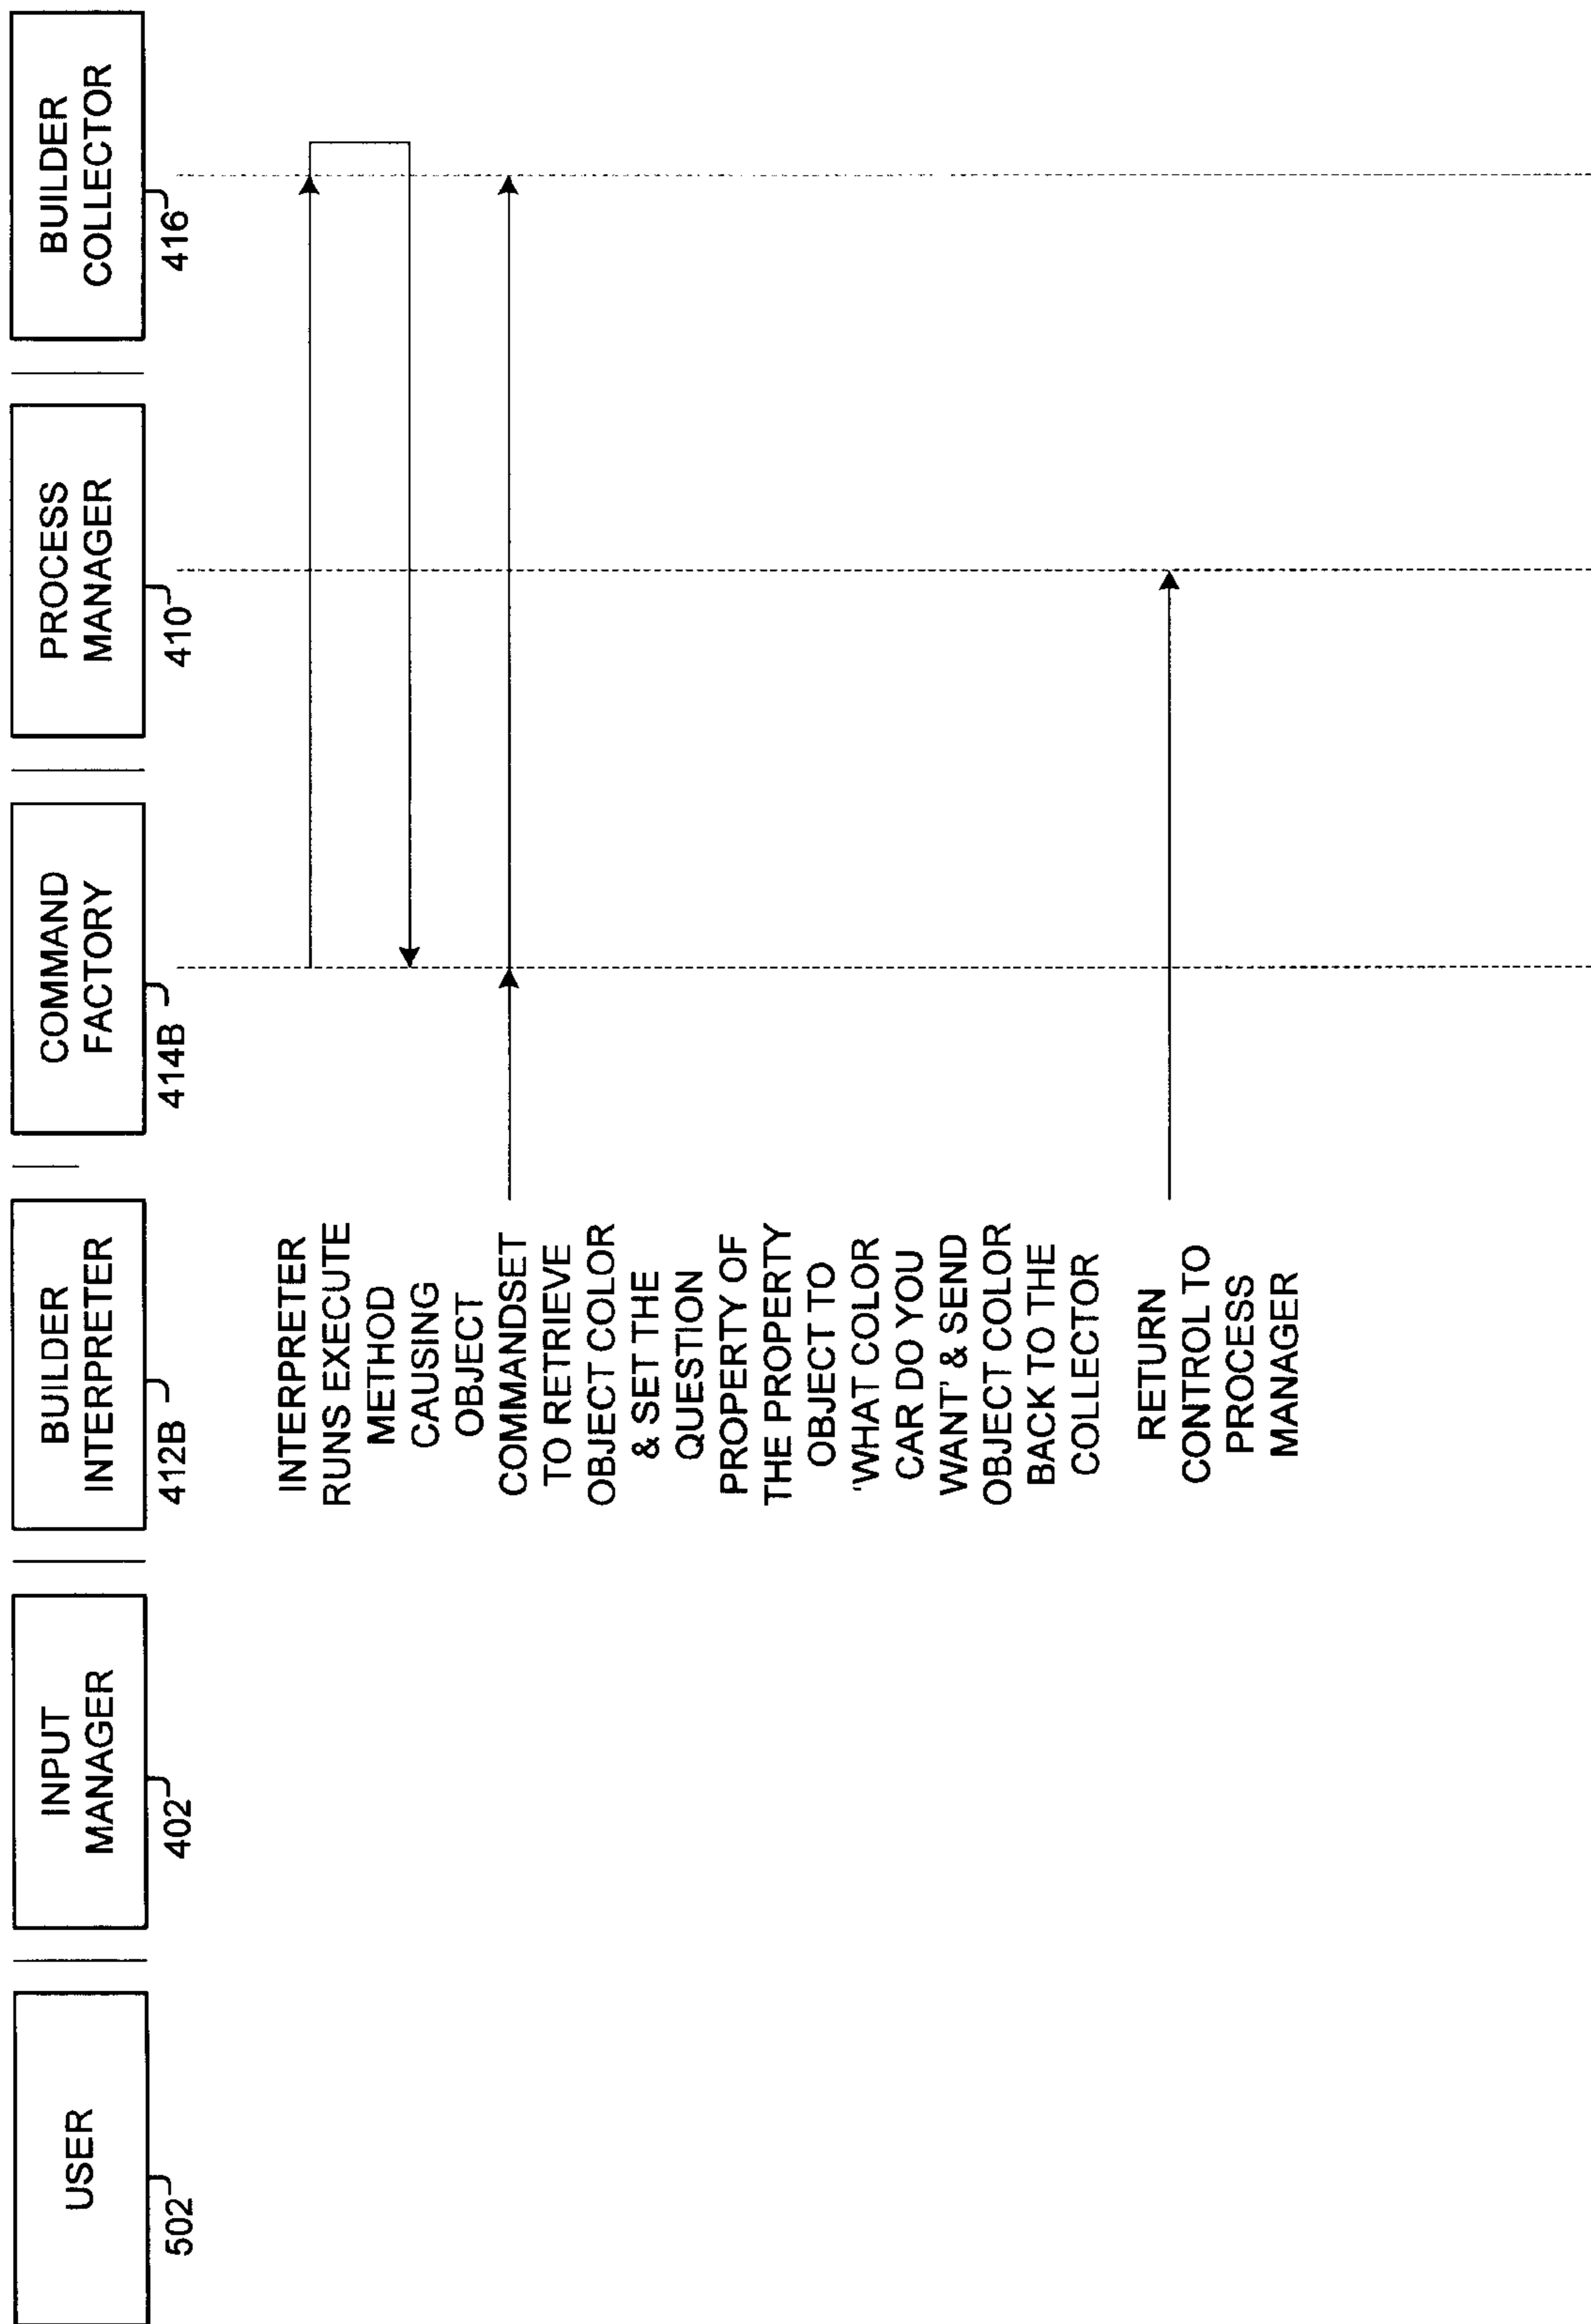 USER
502
INPUT
MANAGER
402
BUILDER
INTERPRETER
412B
COMMAND
FACTORY
414B
PROCESS
MANAGER
410
BUILDER
COLLECTOR
416
INTERPRETER
RUNS EXECUTE
METHOD
CAUSING
OBJECT
COMMANDSET
TO RETRIEVE
OBJECT COLOR
& SET THE
QUESTION
PROPERTY OF
THE PROPERTY
OBJECT TO
'WHAT COLOR
CAR DO YOU
WANT' & SEND
OBJECT COLOR
BACK TO THE
COLLECTOR
RETURN
CONTROL TO
PROCESS
MANAGER